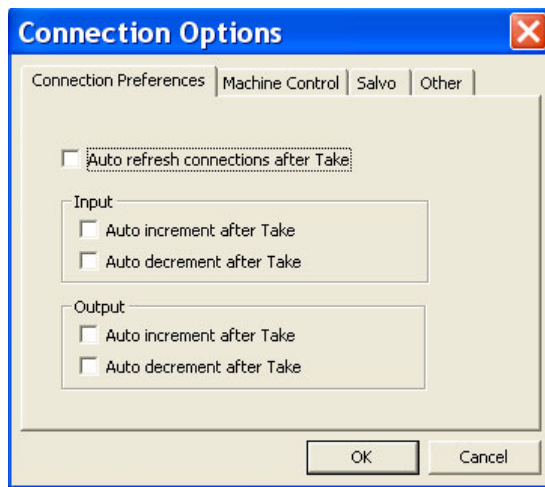 Connection Options
Connection Preferences Machine Control Salvo Other
Auto refresh connections after Take
Input
Auto increment after Take
Auto decrement after Take
Output
Auto increment after Take
Auto decrement after Take
OK Cancel